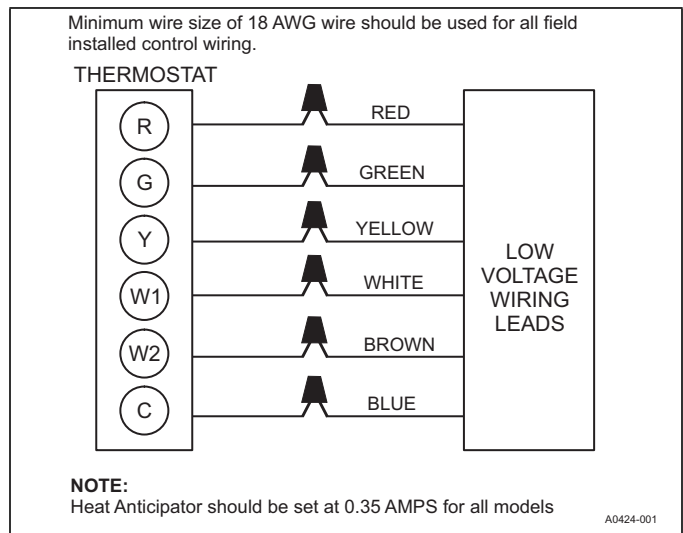 Minimum wire size of 18 AWG wire should be used for all field
installed control wiring.
THERMOSTAT
R
RED
G
GREEN
Y
YELLOW
W1
WHITE
W2
BROWN
C
BLUE
LOW
VOLTAGE
WIRING
LEADS
NOTE:
Heat Anticipator should be set at 0.35 AMPS for all models
A0424-001